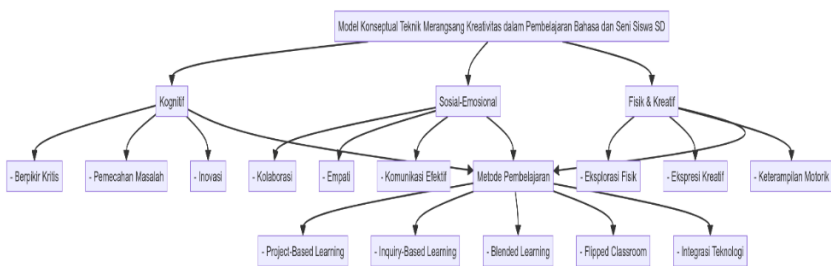 Model Konseptual Teknik Merangsang Kreativitas dalam Pembelajaran Bahasa dan Seni Siswa SD
Kognitif
Sosial-Emosional
Fisik & Kreatif
- Berpikir Kritis
- Pemecahan Masalah
- Inovasi
- Kolaborasi
- Empati
- Komunikasi Efektif
Metode Pembelajaran
- Eksplorasi Fisik
- Ekspresi Kreatif
- Keterampilan Motorik
- Project-Based Learning
- Inquiry-Based Learning
- Blended Learning
- Flipped Classroom
- Integrasi Teknologi